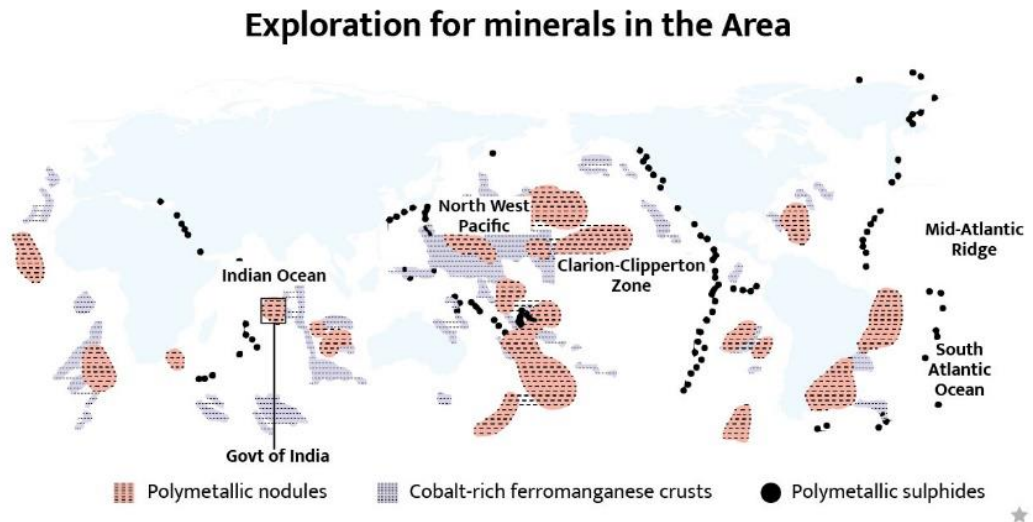 Exploration for minerals in the Area
North West
Pacific
Mid-Atlantic
Ridge
Indian Ocean
Clarion-Clipperton
Zone
South
Atlantic
Ocean
Govt of India
Polymetallic nodules
Cobalt-rich ferromanganese crusts
Polymetallic sulphides